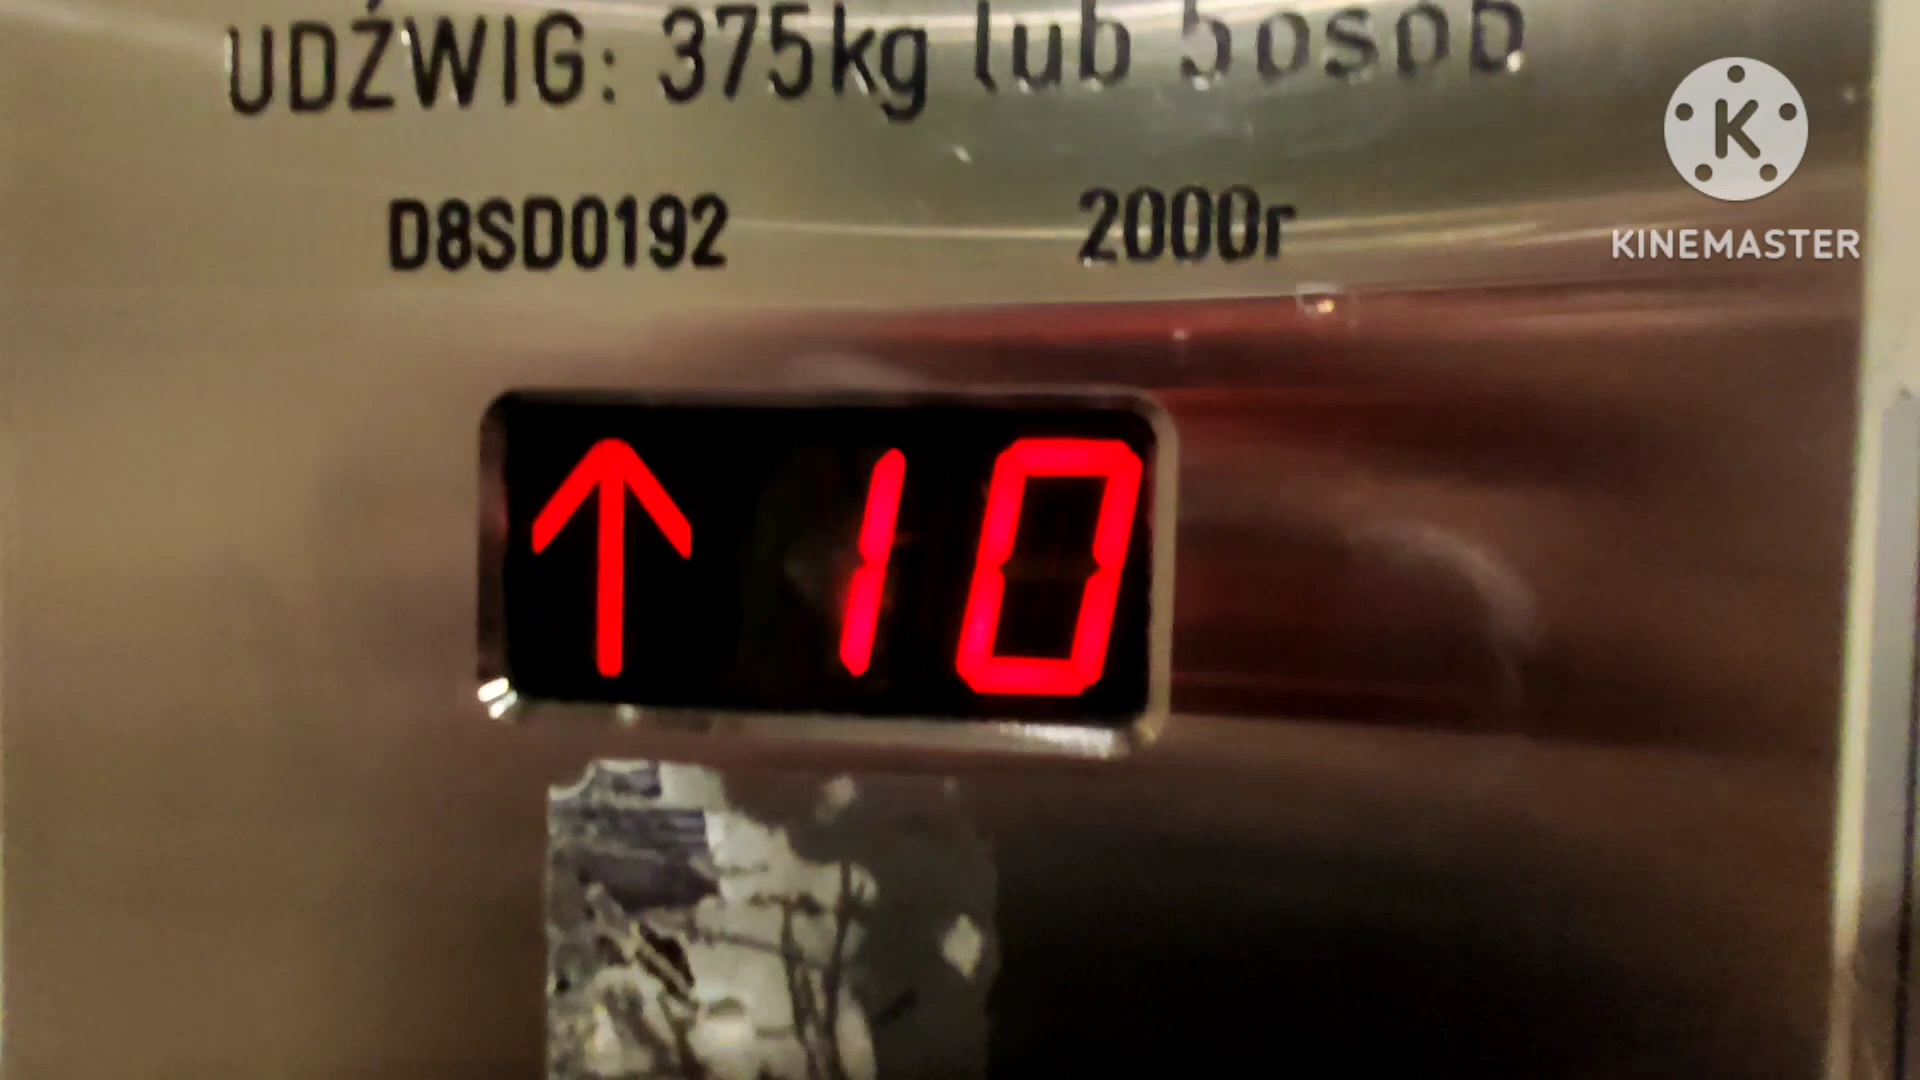 UDŹWIG: 375kg lub 5osób
D8SD0192 2000r
K
KINEMASTER
↑ 10